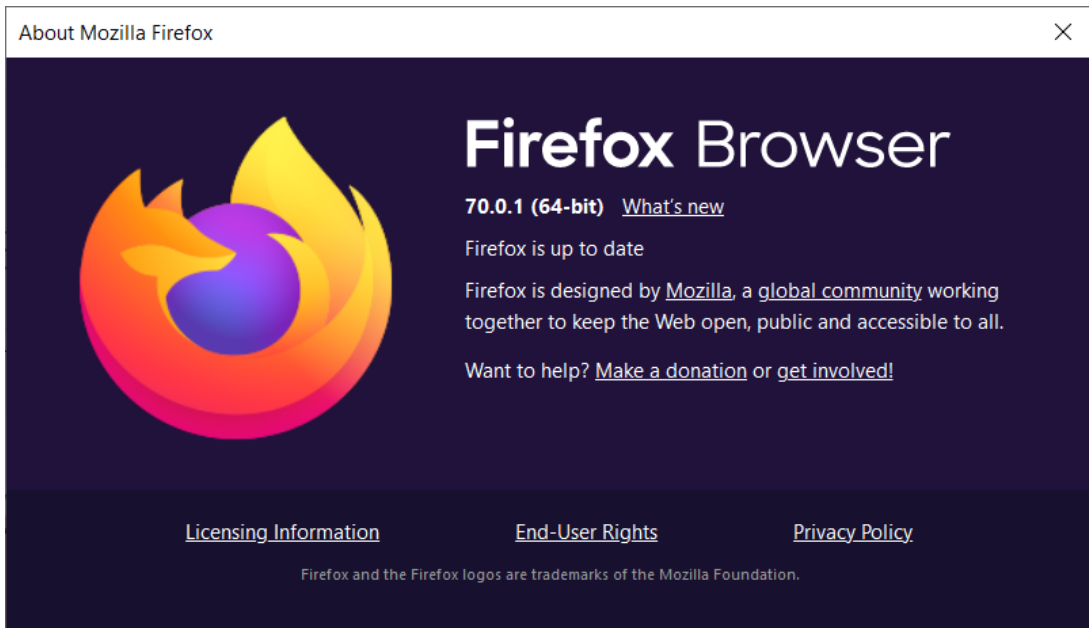 About Mozilla Firefox
Firefox Browser
70.0.1 (64-bit) What's new
Firefox is up to date
Firefox is designed by Mozilla, a global community working
together to keep the Web open, public and accessible to all.
Want to help? Make a donation or get involved!
Licensing Information End-User Rights Privacy Policy
Firefox and the Firefox logos are trademarks of the Mozilla Foundation.